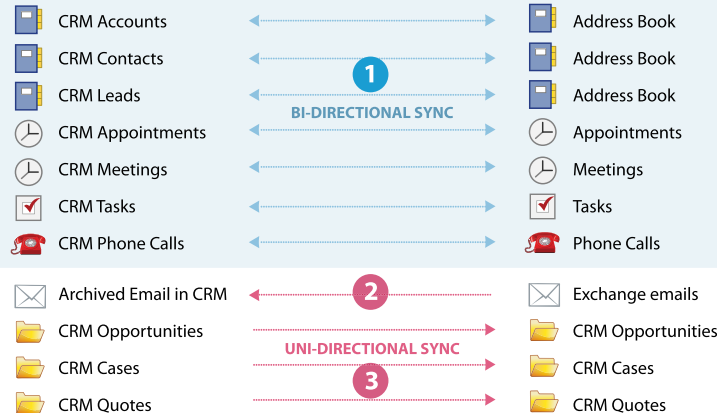 CRM Accounts Address Book
CRM Contacts Address Book
1
CRM Leads Address Book
BI-DIRECTIONAL SYNC
CRM Appointments Appointments
CRM Meetings Meetings
CRM Tasks Tasks
CRM Phone Calls Phone Calls
Archived Email in CRM 2 Exchange emails
CRM Opportunities CRM Opportunities
UNI-DIRECTIONAL SYNC
CRM Cases CRM Cases
3
CRM Quotes CRM Quotes